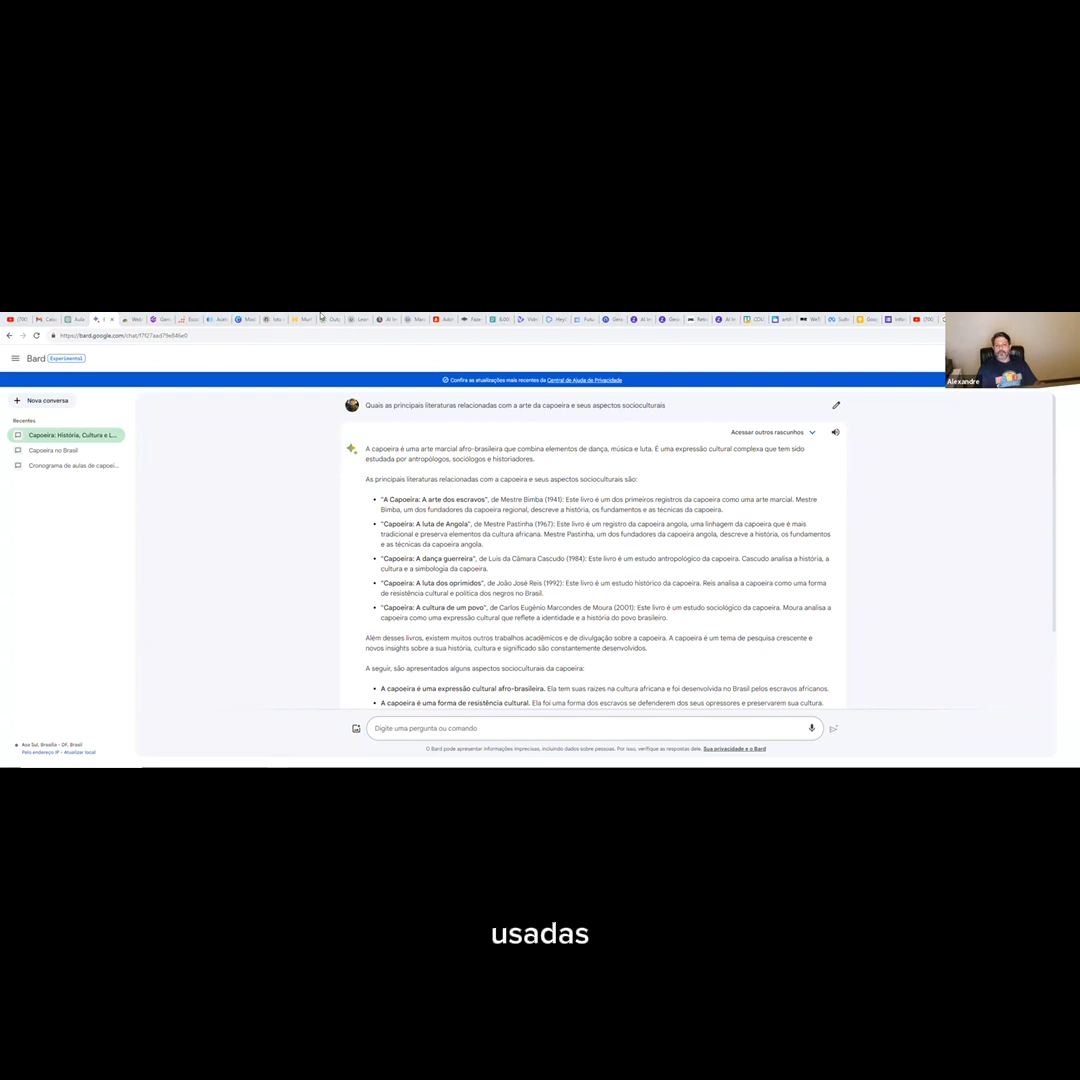 https://bard.google.com/chat/f7f27aad79e846e0
Bard Experimental
Confira as atualizações mais recentes da Central de Ajuda de Privacidade
Alexandre
Nova conversa
Recentes
Capoeira: História, Cultura e L...
Capoeira no Brasil
Cronograma de aulas de capoei...
Quais as principais literaturas relacionadas com a arte da capoeira e seus aspectos socioculturais
Acessar outros rascunhos
A capoeira é uma arte marcial afro-brasileira que combina elementos de dança, música e luta. É uma expressão cultural complexa que tem sido
estudada por antropólogos, sociólogos e historiadores.
As principais literaturas relacionadas com a capoeira e seus aspectos socioculturais são:
• "A Capoeira: A arte dos escravos", de Mestre Bimba (1941): Este livro é um dos primeiros registros da capoeira como uma arte marcial. Mestre
Bimba, um dos fundadores da capoeira regional, descreve a história, os fundamentos e as técnicas da capoeira.
• "Capoeira: A luta de Angola", de Mestre Pastinha (1967): Este livro é um registro da capoeira angola, uma linhagem da capoeira que é mais
tradicional e preserva elementos da cultura africana. Mestre Pastinha, um dos fundadores da capoeira angola, descreve a história, os fundamentos
e as técnicas da capoeira angola.
• "Capoeira: A dança guerreira", de Luis da Câmara Cascudo (1984): Este livro é um estudo antropológico da capoeira. Cascudo analisa a história, a
cultura e a simbologia da capoeira.
• "Capoeira: A luta dos oprimidos", de João José Reis (1992): Este livro é um estudo histórico da capoeira. Reis analisa a capoeira como uma forma
de resistência cultural e política dos negros no Brasil.
• "Capoeira: A cultura de um povo", de Carlos Eugênio Marcondes de Moura (2001): Este livro é um estudo sociológico da capoeira. Moura analisa a
capoeira como uma expressão cultural que reflete a identidade e a história do povo brasileiro.
Além desses livros, existem muitos outros trabalhos acadêmicos e de divulgação sobre a capoeira. A capoeira é um tema de pesquisa crescente e
novos insights sobre a sua história, cultura e significado são constantemente desenvolvidos.
A seguir, são apresentados alguns aspectos socioculturais da capoeira:
• A capoeira é uma expressão cultural afro-brasileira. Ela tem suas raízes na cultura africana e foi desenvolvida no Brasil pelos escravos africanos.
• A capoeira é uma forma de resistência cultural. Ela foi uma forma dos escravos se defenderem dos seus opressores e preservarem sua cultura.
Digite uma pergunta ou comando
Asa Sul, Brasília - DF, Brasil
Pelo endereço IP - Atualizar local
O Bard pode apresentar informações imprecisas, incluindo dados sobre pessoas. Por isso, verifique as respostas dele. Sua privacidade e o Bard
usadas